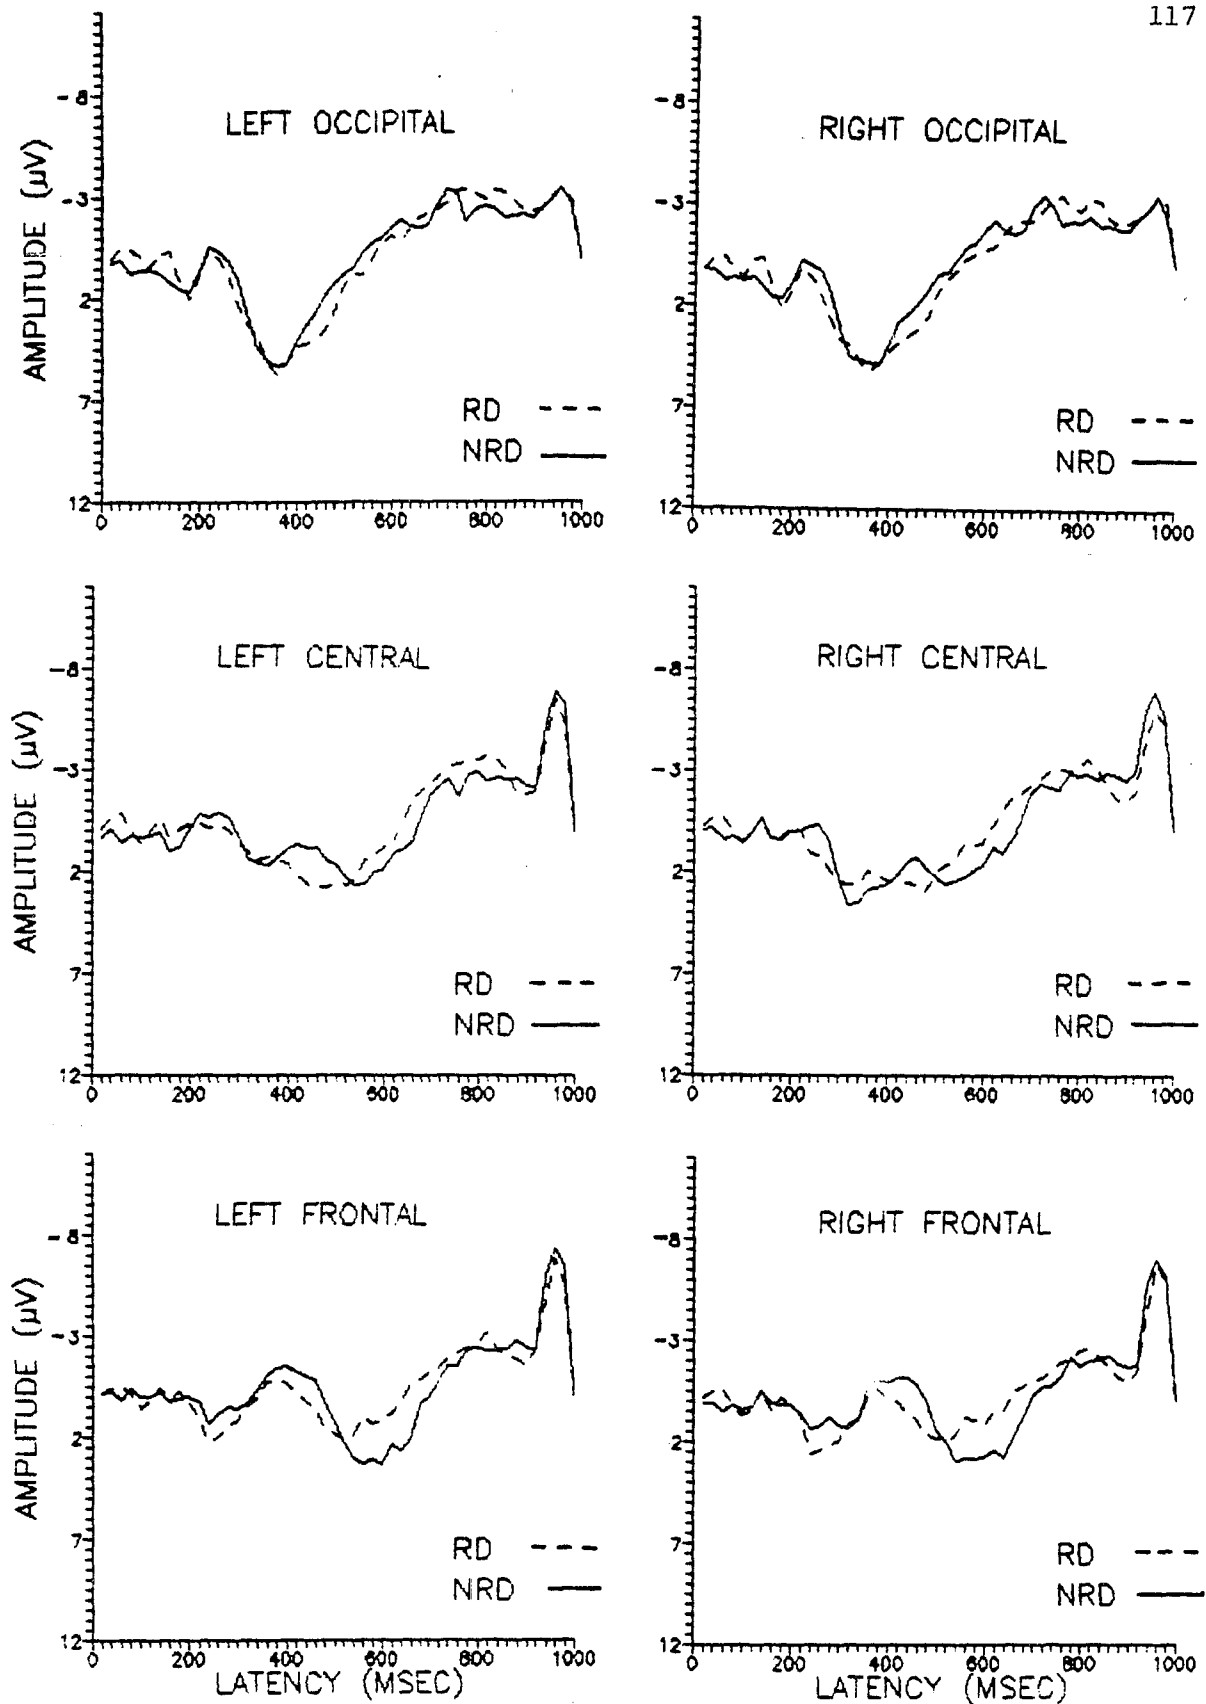 117
LEFT OCCIPITAL
AMPLITUDE (µV)
-8
-3
2
7
12
RD
NRD
0 200 400 600 800 1000
RIGHT OCCIPITAL
-8
-3
2
7
12
RD
NRD
0 200 400 600 800 1000
LEFT CENTRAL
AMPLITUDE (µV)
-8
-3
2
7
12
RD
NRD
0 200 400 600 800 1000
RIGHT CENTRAL
-8
-3
2
7
12
RD
NRD
0 200 400 600 800 1000
LEFT FRONTAL
AMPLITUDE (µV)
-8
-3
2
7
12
RD
NRD
0 200 400 600 800 1000
LATENCY (MSEC)
RIGHT FRONTAL
-8
-3
2
7
12
RD
NRD
0 200 400 600 800 1000
LATENCY (MSEC)